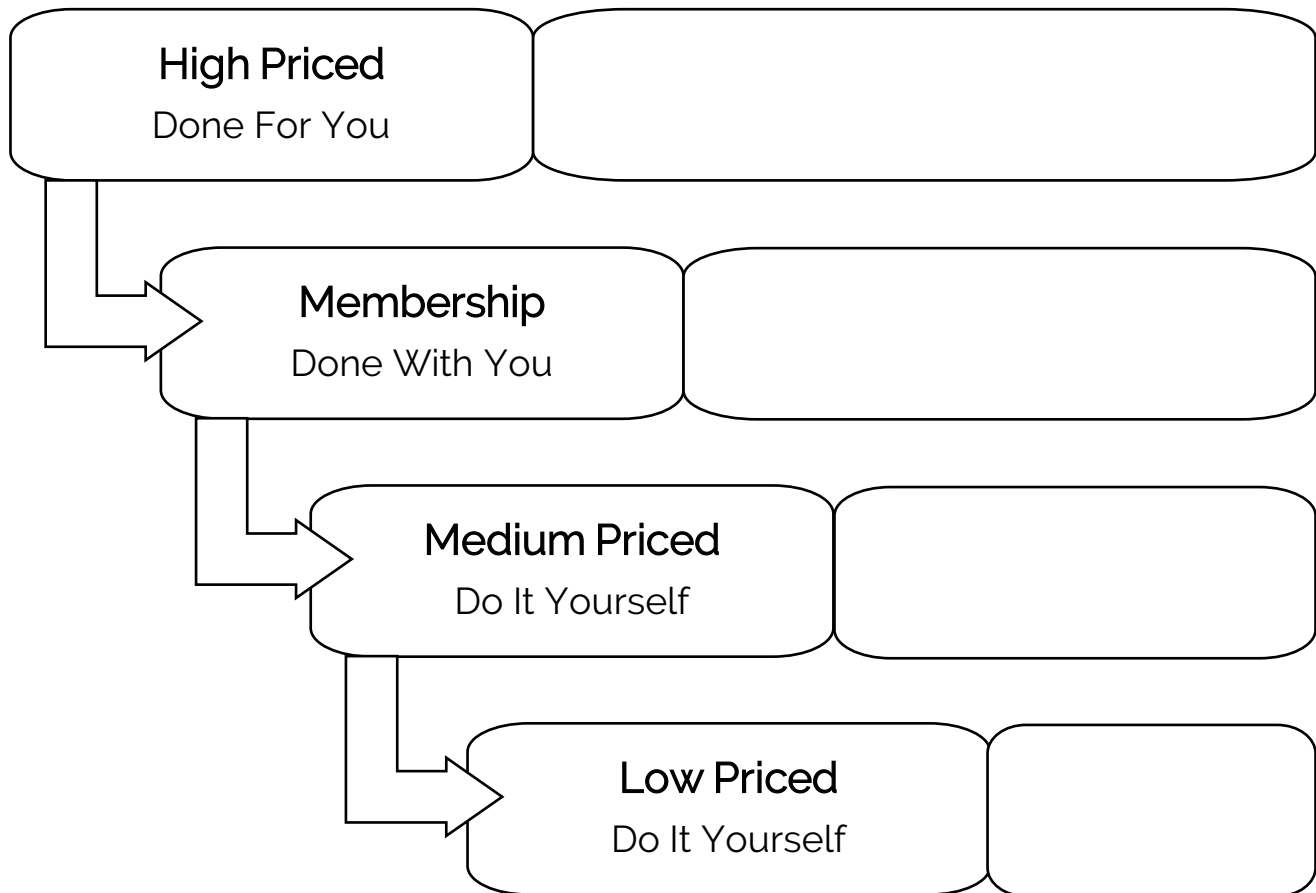 High Priced
Done For You
Membership
Done With You
Medium Priced
Do It Yourself
Low Priced
Do It Yourself